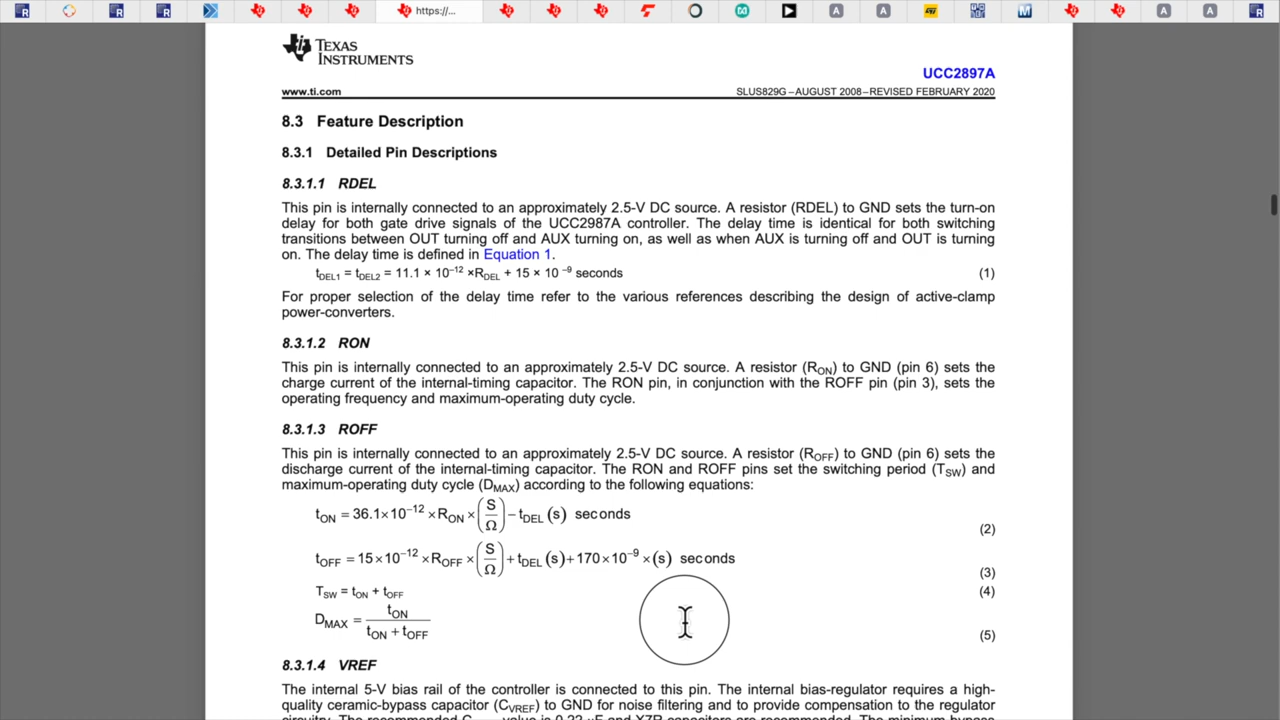 https://...
TEXAS
INSTRUMENTS
UCC2897A
www.ti.com
SLUS829G – AUGUST 2008 – REVISED FEBRUARY 2020
8.3 Feature Description
8.3.1 Detailed Pin Descriptions
8.3.1.1 RDEL
This pin is internally connected to an approximately 2.5-V DC source. A resistor (RDEL) to GND sets the turn-on
delay for both gate drive signals of the UCC2987A controller. The delay time is identical for both switching
transitions between OUT turning off and AUX turning on, as well as when AUX is turning off and OUT is turning
on. The delay time is defined in Equation 1.
tDEL1 = tDEL2 = 11.1 × 10–12 ×RDEL + 15 × 10 –9 seconds (1)
For proper selection of the delay time refer to the various references describing the design of active-clamp
power-converters.
8.3.1.2 RON
This pin is internally connected to an approximately 2.5-V DC source. A resistor (RON) to GND (pin 6) sets the
charge current of the internal-timing capacitor. The RON pin, in conjunction with the ROFF pin (pin 3), sets the
operating frequency and maximum-operating duty cycle.
8.3.1.3 ROFF
This pin is internally connected to an approximately 2.5-V DC source. A resistor (ROFF) to GND (pin 6) sets the
discharge current of the internal-timing capacitor. The RON and ROFF pins set the switching period (TSW) and
maximum-operating duty cycle (DMAX) according to the following equations:
tON = 36.1×10−12 ×RON × (S/Ω) − tDEL (s) seconds (2)
tOFF = 15×10−12 ×ROFF × (S/Ω) + tDEL (s)+170×10−9 ×(s) seconds (3)
TSW = tON + tOFF (4)
DMAX = tON / tON + tOFF (5)
8.3.1.4 VREF
The internal 5-V bias rail of the controller is connected to this pin. The internal bias-regulator requires a high-
quality ceramic-bypass capacitor (CVREF) to GND for noise filtering and to provide compensation to the regulator